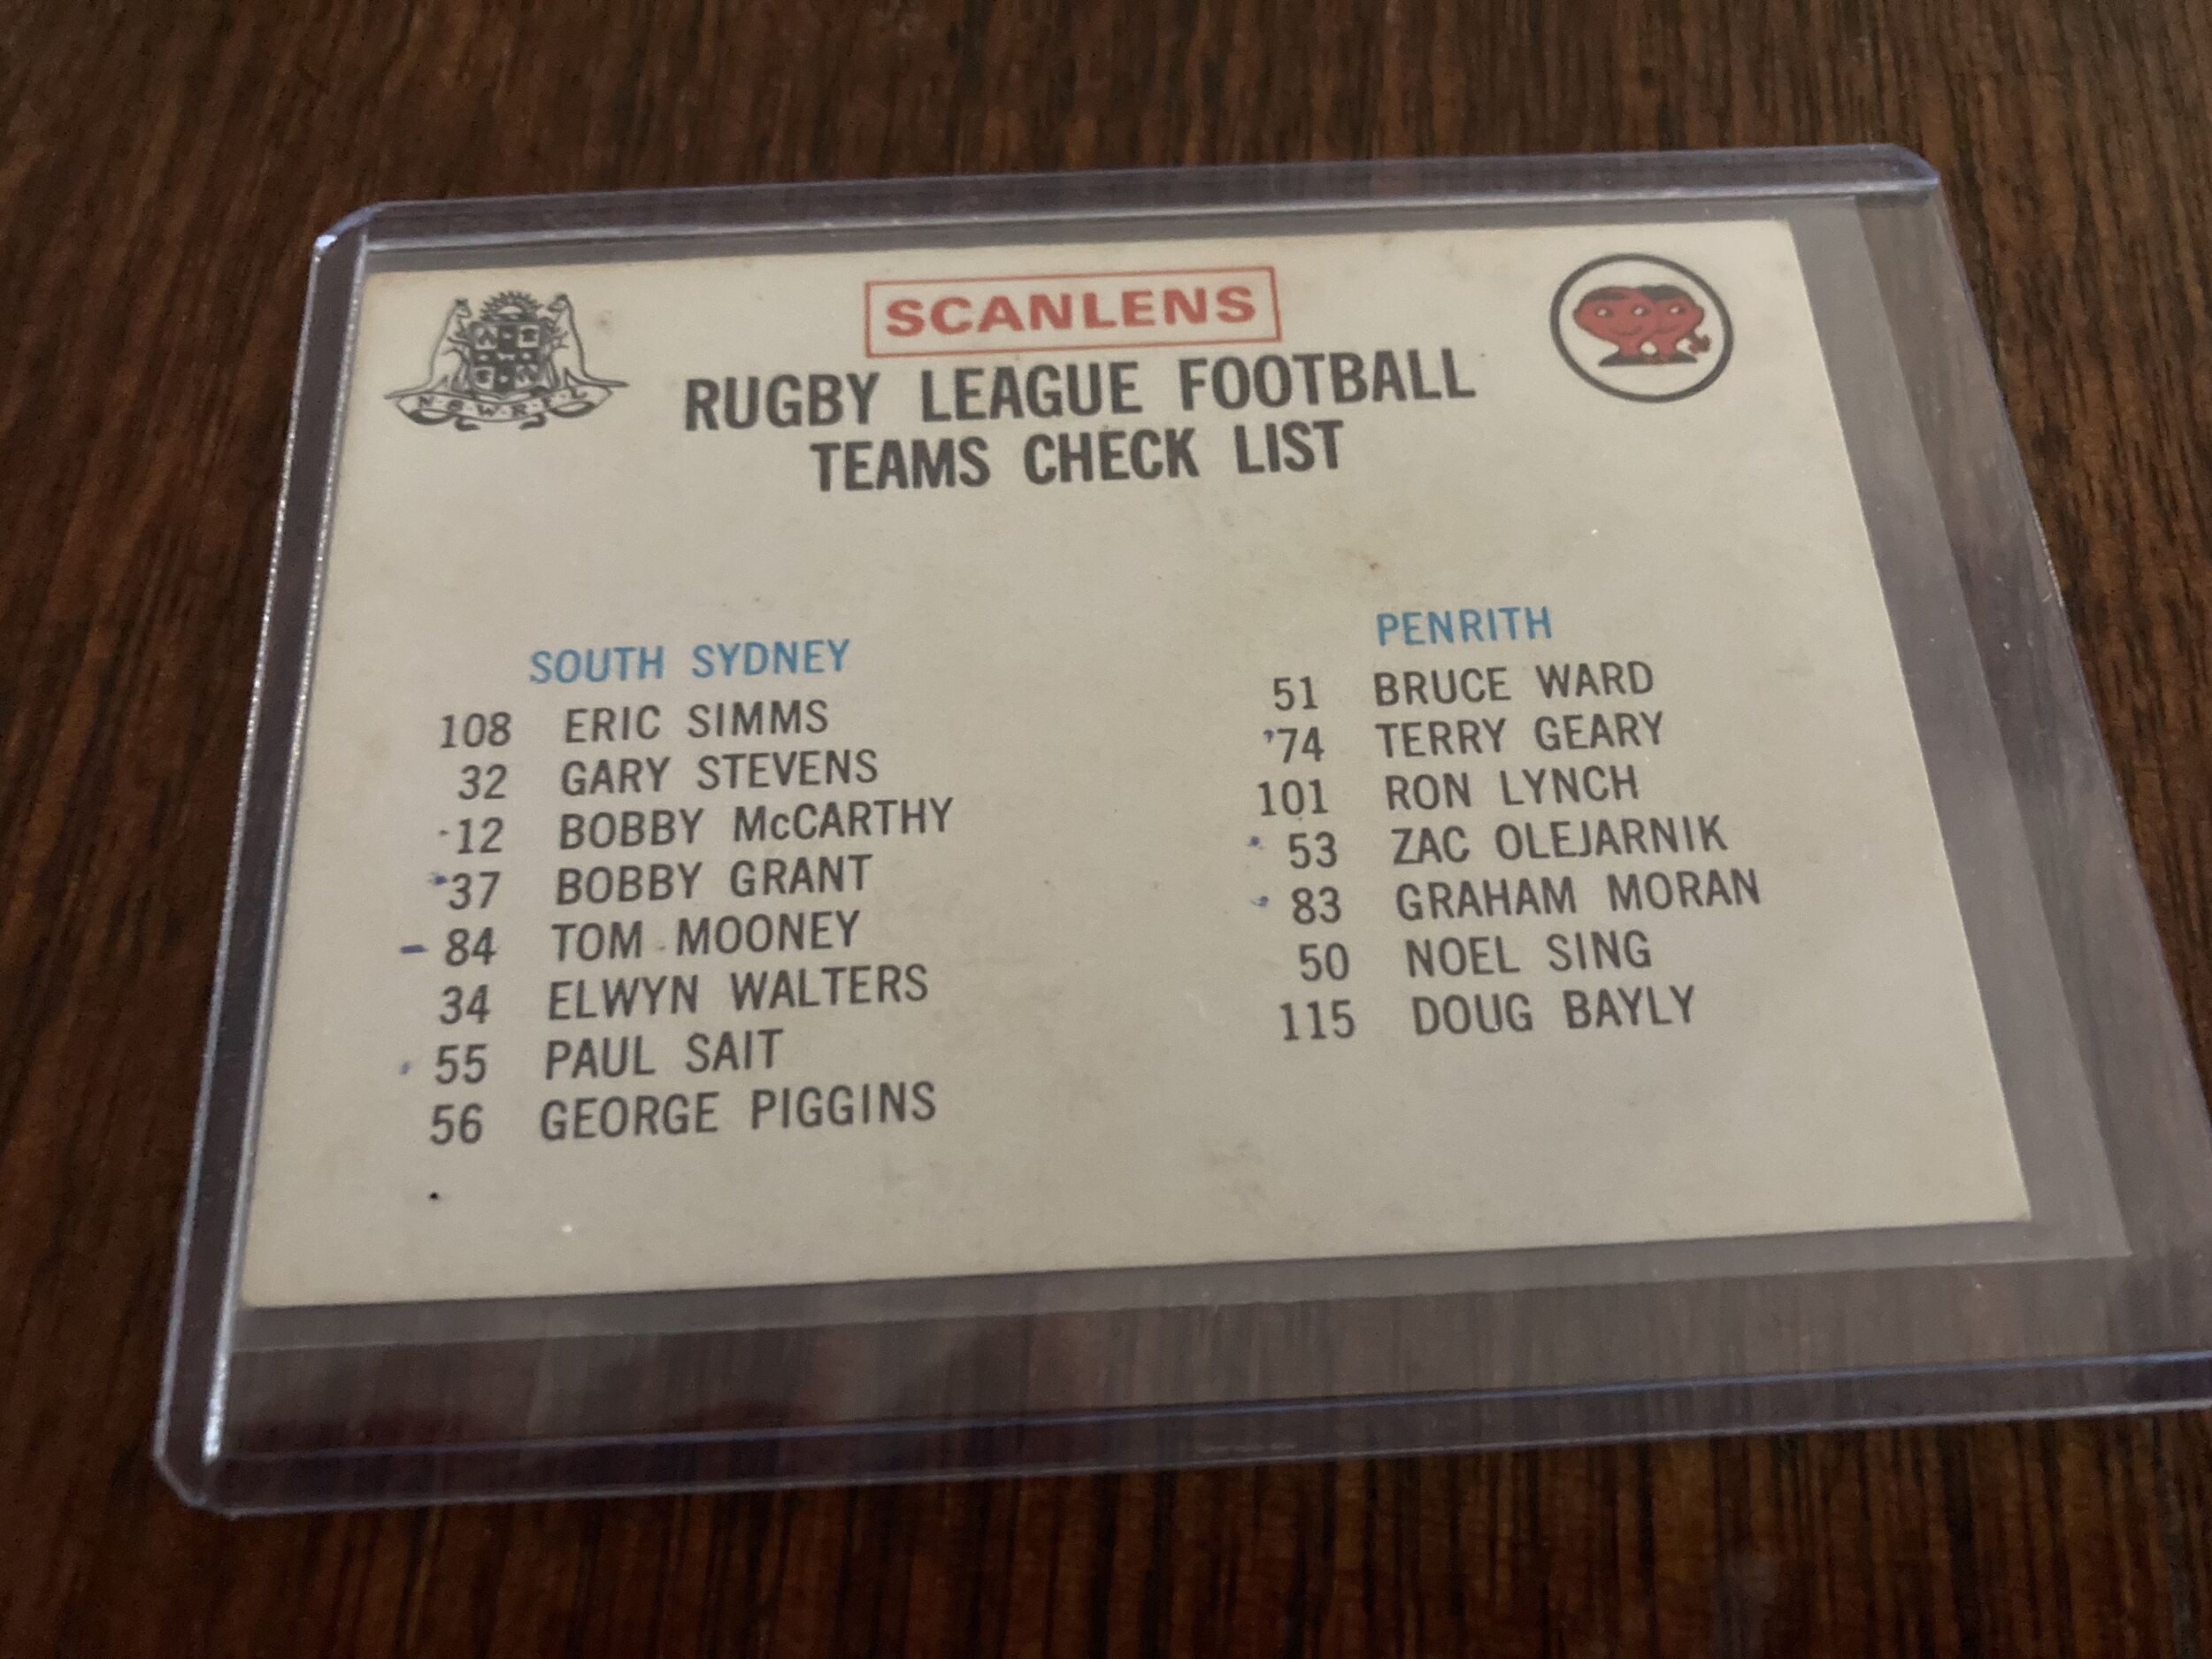 SCANLENS
N·S·W·R·F·L
RUGBY LEAGUE FOOTBALL
TEAMS CHECK LIST
SOUTH SYDNEY
108 ERIC SIMMS
32 GARY STEVENS
12 BOBBY McCARTHY
37 BOBBY GRANT
84 TOM MOONEY
34 ELWYN WALTERS
55 PAUL SAIT
56 GEORGE PIGGINS
PENRITH
51 BRUCE WARD
74 TERRY GEARY
101 RON LYNCH
53 ZAC OLEJARNIK
83 GRAHAM MORAN
50 NOEL SING
115 DOUG BAYLY